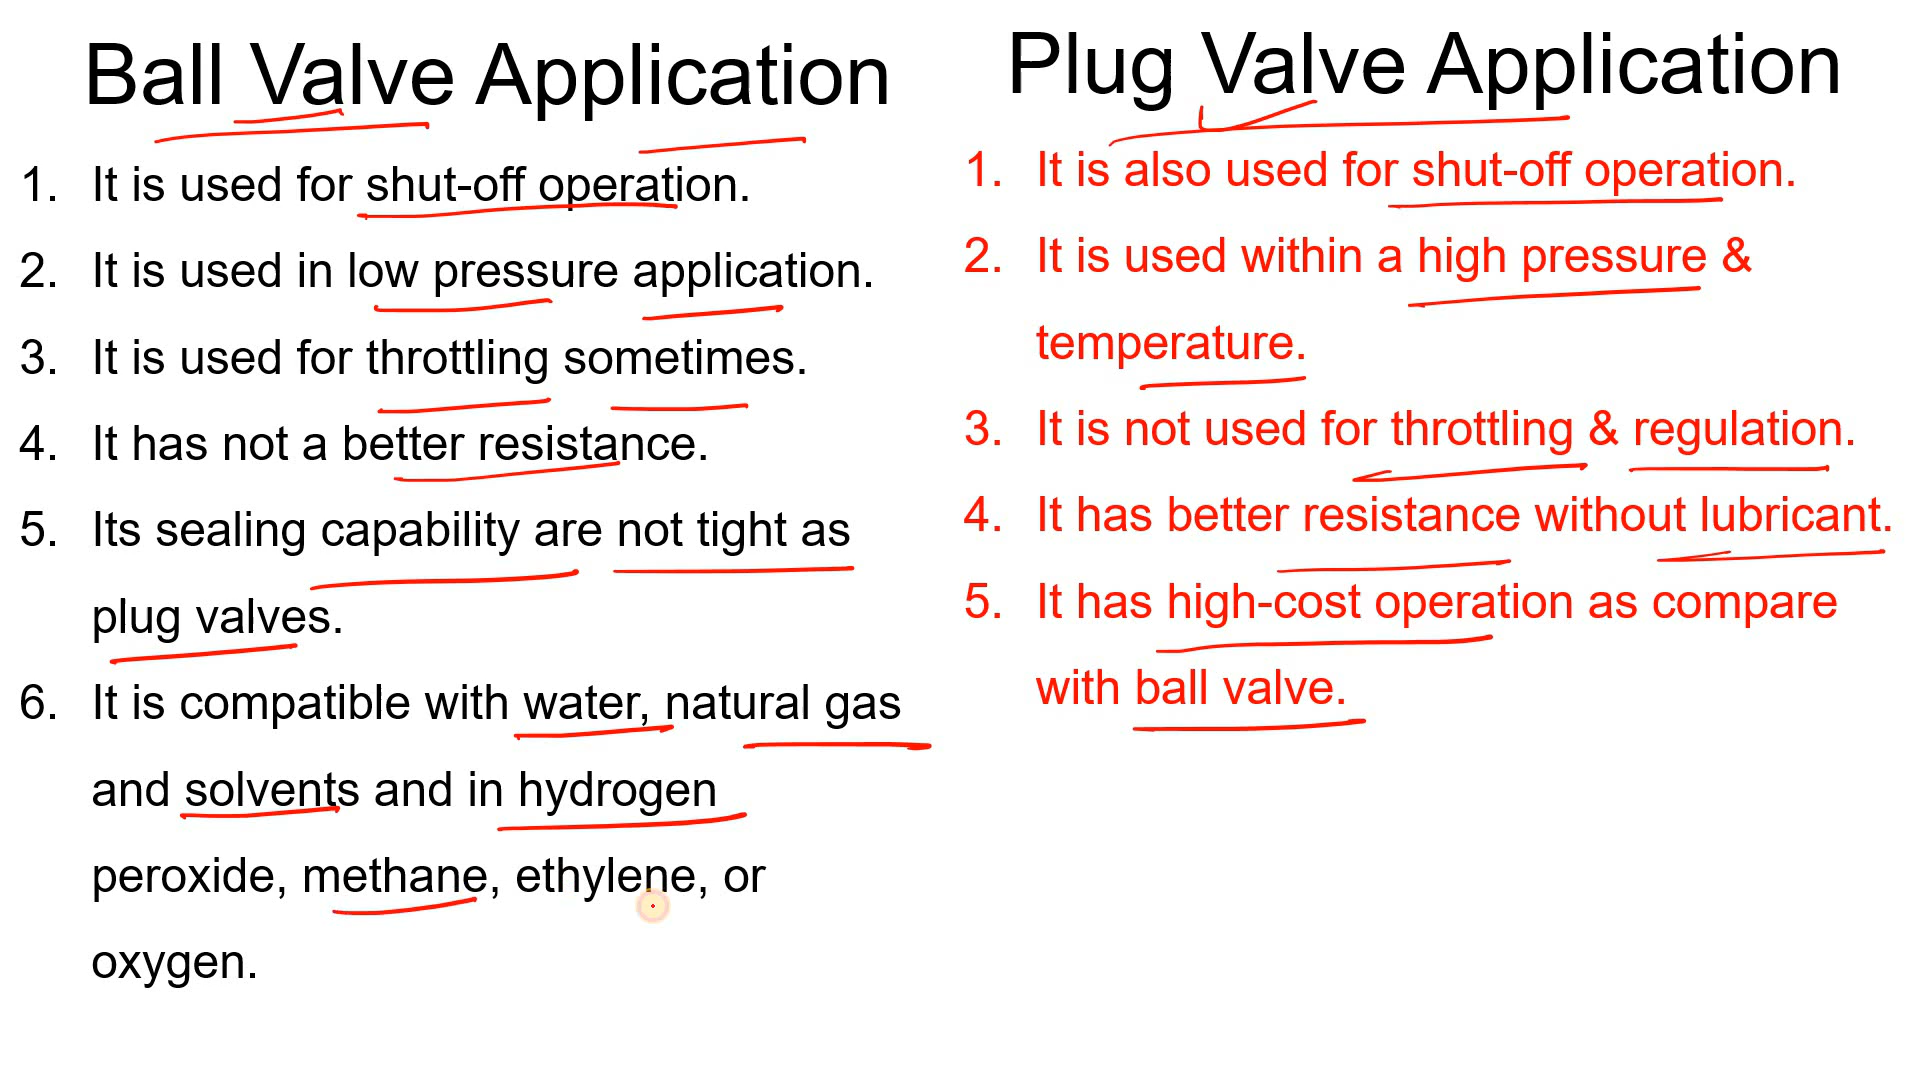 Ball Valve Application
1. It is used for shut-off operation.
2. It is used in low pressure application.
3. It is used for throttling sometimes.
4. It has not a better resistance.
5. Its sealing capability are not tight as
plug valves.
6. It is compatible with water, natural gas
and solvents and in hydrogen
peroxide, methane, ethylene, or
oxygen.
Plug Valve Application
1. It is also used for shut-off operation.
2. It is used within a high pressure &
temperature.
3. It is not used for throttling & regulation.
4. It has better resistance without lubricant.
5. It has high-cost operation as compare
with ball valve.